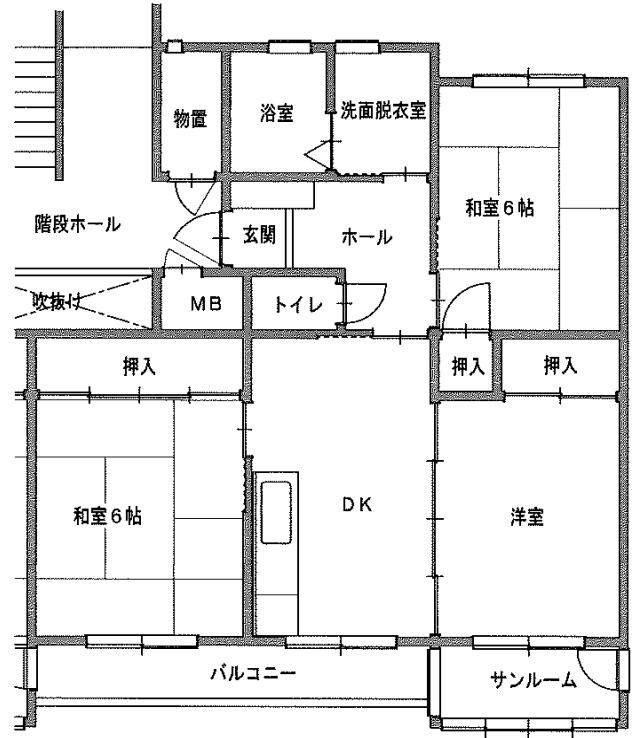 物置
浴室
洗面脱衣室
階段ホール
玄関
ホール
和室6帖
吹抜け
MB
トイレ
押入
押入
押入
和室6帖
DK
洋室
バルコニー
サンルーム